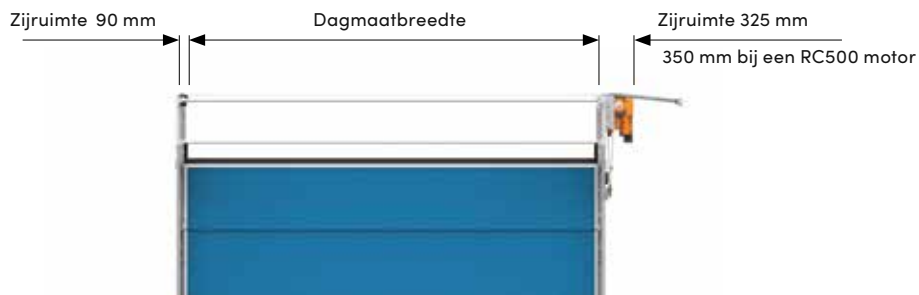 Zijruimte 90 mm
Dagmaatbreedte
Zijruimte 325 mm
350 mm bij een RC500 motor